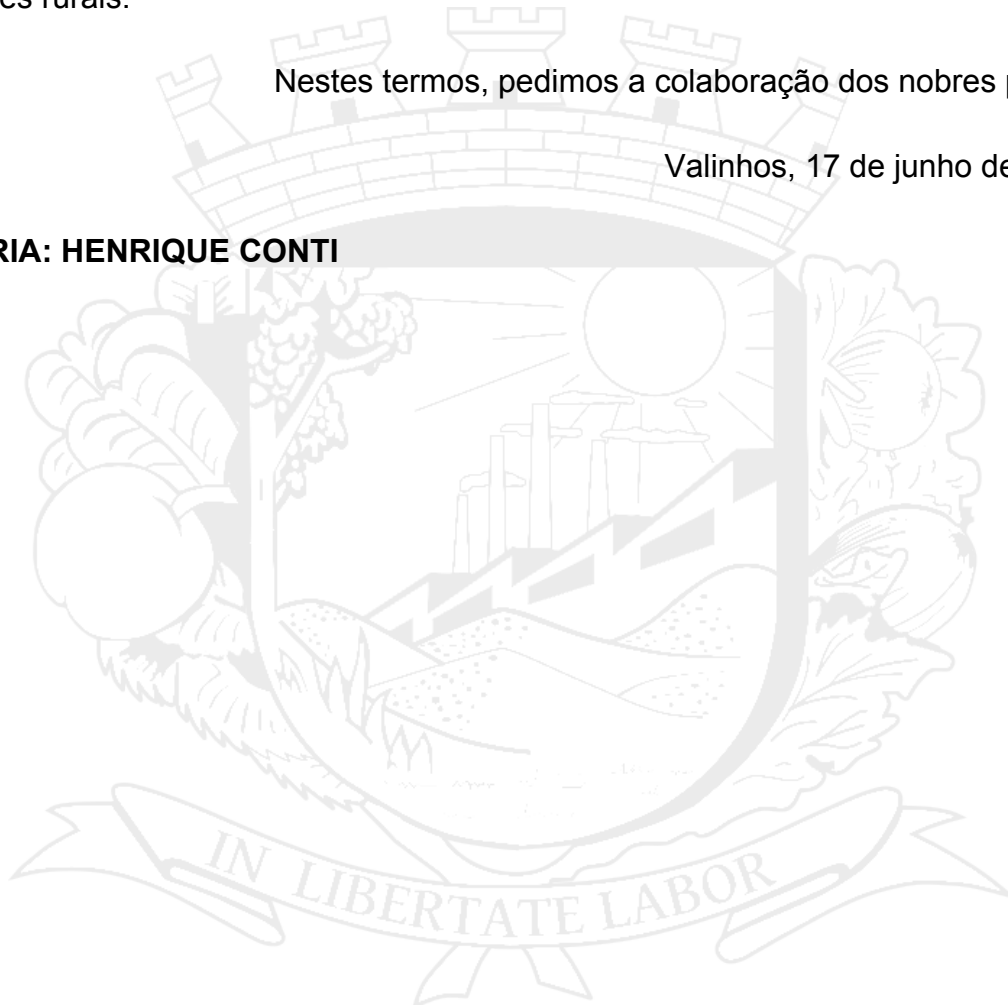 es rurais.
Nestes termos, pedimos a colaboração dos nobres
Valinhos, 17 de junho de
RIA: HENRIQUE CONTI
IN LIBERTATE LABOR